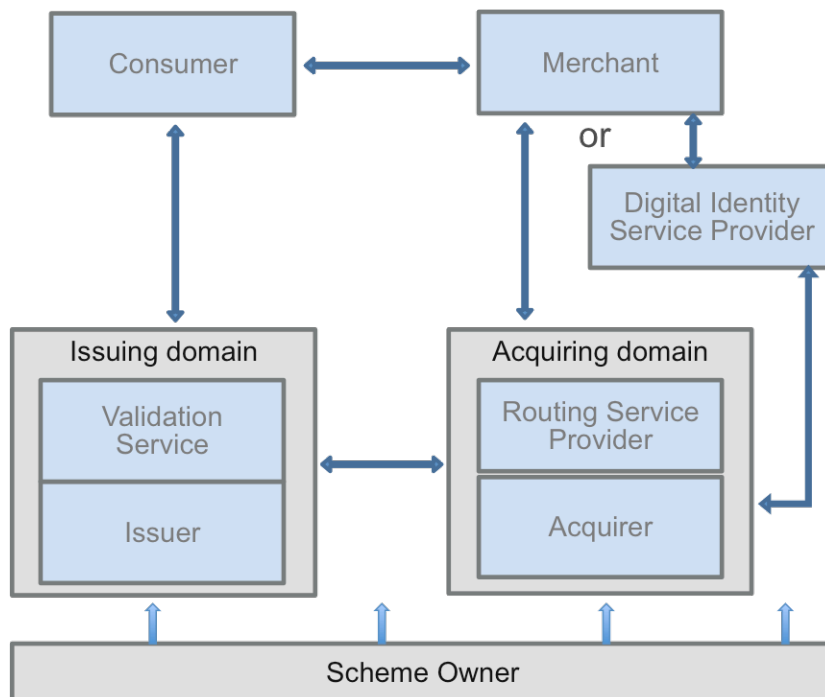 Consumer
Merchant
or
Digital Identity
Service Provider
Issuing domain
Validation
Service
Issuer
Acquiring domain
Routing Service
Provider
Acquirer
Scheme Owner